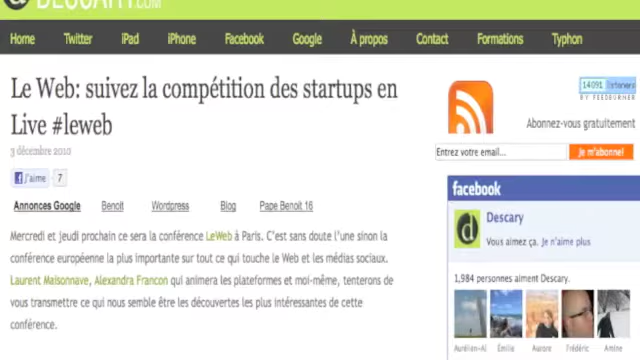 DESCARY.COM
Home Twitter iPad iPhone Facebook Google À propos Contact Formations Typhon
Le Web: suivez la compétition des startups en
Live #leweb
3 décembre 2010
J'aime 7
Annonces Google Benoit Wordpress Blog Pape Benoit 16
Mercredi et jeudi prochain ce sera la conférence LeWeb à Paris. C'est sans doute l'une sinon la
conférence européenne la plus importante sur tout ce qui touche le Web et les médias sociaux.
Laurent Maisonnave, Alexandra Francon qui animera les plateformes et moi-même, tenterons de
vous transmettre ce qui nous semble être les découvertes les plus intéressantes de cette
conférence.
14091
BY FEEDBURNER
Abonnez-vous gratuitement
Entrez votre email... Je m'abonne!
facebook
d Descary
Vous aimez ça. Je n'aime plus
1,984 personnes aiment Descary.
Aurélien-Al Emilie Aurore Frédéric Amine